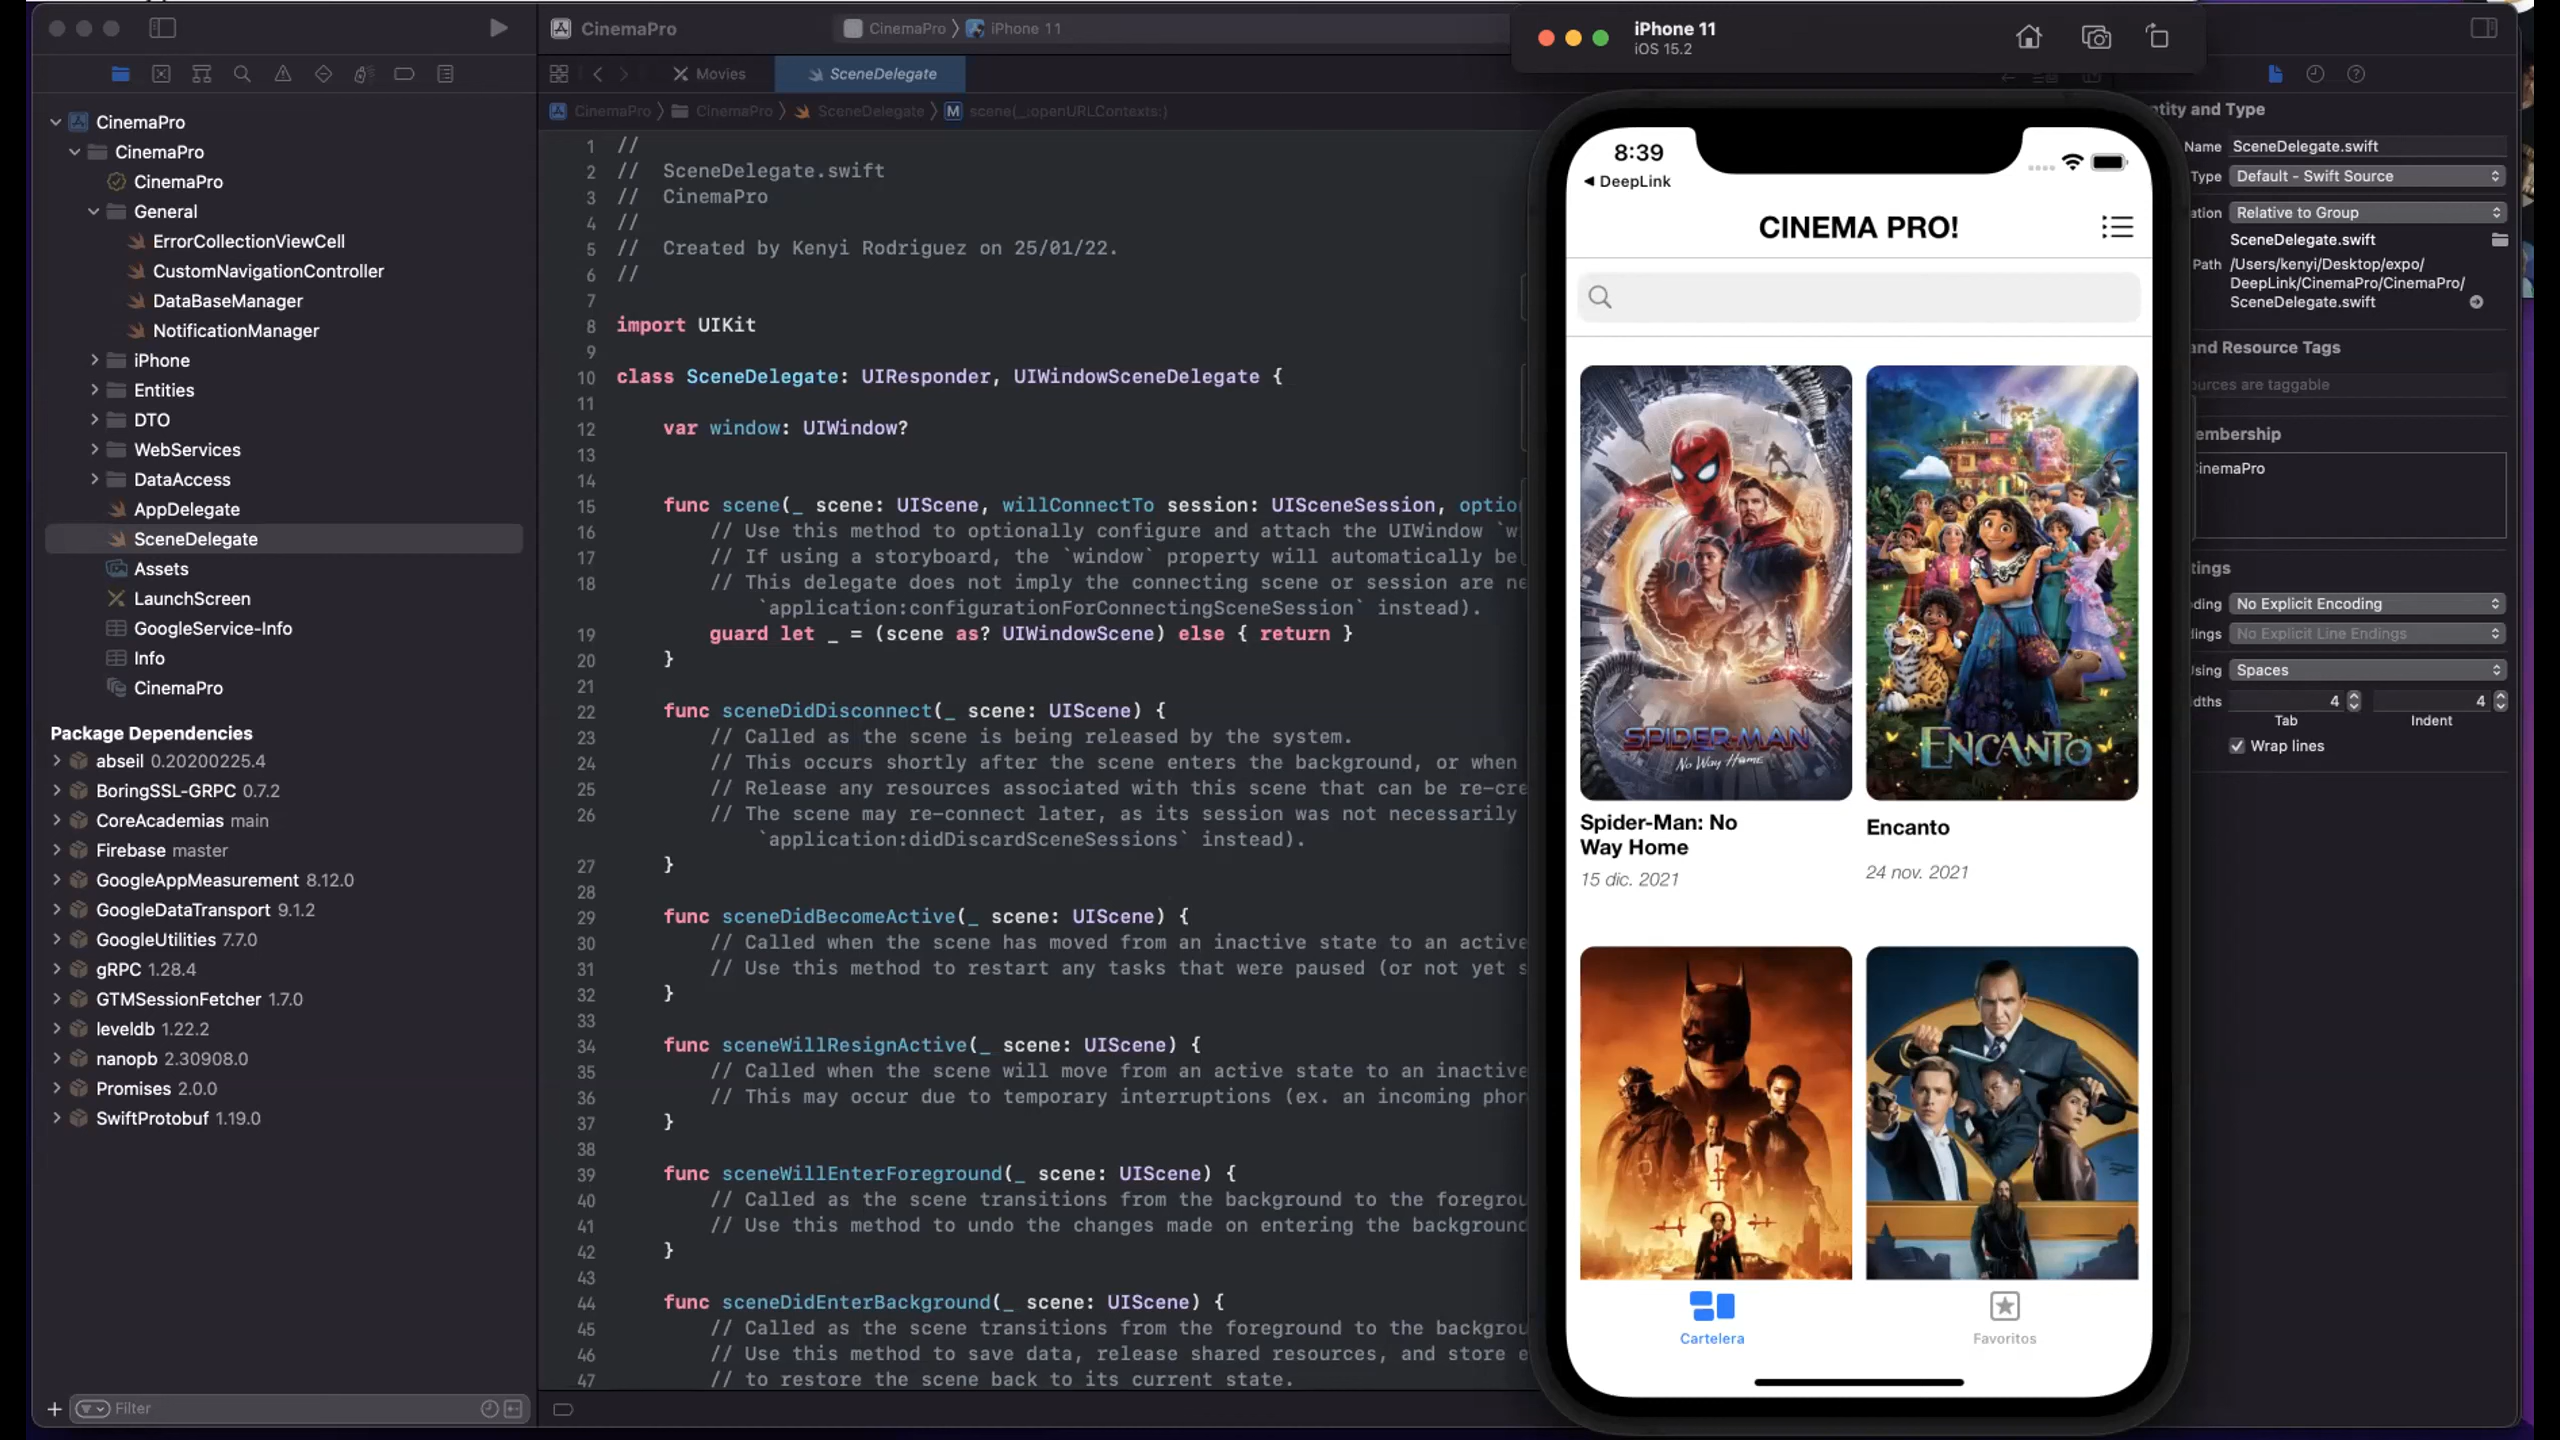 CinemaPro
CinemaPro
iPhone 11
Movies
SceneDelegate
CinemaPro
CinemaPro
SceneDelegate
M
scene(_:openURLContexts:)
CinemaPro
CinemaPro
CinemaPro
General
ErrorCollectionViewCell
CustomNavigationController
DataBaseManager
NotificationManager
iPhone
Entities
DTO
WebServices
DataAccess
AppDelegate
SceneDelegate
Assets
LaunchScreen
GoogleService-Info
Info
CinemaPro
Package Dependencies
abseil 0.20200225.4
BoringSSL-GRPC 0.7.2
CoreAcademias main
Firebase master
GoogleAppMeasurement 8.12.0
GoogleDataTransport 9.1.2
GoogleUtilities 7.7.0
gRPC 1.28.4
GTMSessionFetcher 1.7.0
leveldb 1.22.2
nanopb 2.30908.0
Promises 2.0.0
SwiftProtobuf 1.19.0
Filter
1 //
2 //  SceneDelegate.swift
3 //  CinemaPro
4 //
5 //  Created by Kenyi Rodriguez on 25/01/22.
6 //
7
8 import UIKit
9
10 class SceneDelegate: UIResponder, UIWindowSceneDelegate {
11
12     var window: UIWindow?
13
14
15     func scene(_ scene: UIScene, willConnectTo session: UISceneSession, optio
16         // Use this method to optionally configure and attach the UIWindow `w
17         // If using a storyboard, the `window` property will automatically be
18         // This delegate does not imply the connecting scene or session are ne
`application:configurationForConnectingSceneSession` instead).
19         guard let _ = (scene as? UIWindowScene) else { return }
20     }
21
22     func sceneDidDisconnect(_ scene: UIScene) {
23         // Called as the scene is being released by the system.
24         // This occurs shortly after the scene enters the background, or when
25         // Release any resources associated with this scene that can be re-cre
26         // The scene may re-connect later, as its session was not necessarily
`application:didDiscardSceneSessions` instead).
27     }
28
29     func sceneDidBecomeActive(_ scene: UIScene) {
30         // Called when the scene has moved from an inactive state to an active
31         // Use this method to restart any tasks that were paused (or not yet s
32     }
33
34     func sceneWillResignActive(_ scene: UIScene) {
35         // Called when the scene will move from an active state to an inactive
36         // This may occur due to temporary interruptions (ex. an incoming phon
37     }
38
39     func sceneWillEnterForeground(_ scene: UIScene) {
40         // Called as the scene transitions from the background to the foregrou
41         // Use this method to undo the changes made on entering the background
42     }
43
44     func sceneDidEnterBackground(_ scene: UIScene) {
45         // Called as the scene transitions from the foreground to the backgrou
46         // Use this method to save data, release shared resources, and store e
47         // to restore the scene back to its current state.
iPhone 11
iOS 15.2
8:39
DeepLink
CINEMA PRO!
SPIDER-MAN
No Way Home
ENCANTO
Spider-Man: No
Way Home
15 dic. 2021
Encanto
24 nov. 2021
Cartelera
Favoritos
ntity and Type
Name SceneDelegate.swift
Type Default - Swift Source
ation Relative to Group
SceneDelegate.swift
Path /Users/kenyi/Desktop/expo/
DeepLink/CinemaPro/CinemaPro/
SceneDelegate.swift
and Resource Tags
ources are taggable
embership
inemaPro
tings
ding No Explicit Encoding
ings No Explicit Line Endings
sing Spaces
dths 4 4
Tab Indent
Wrap lines